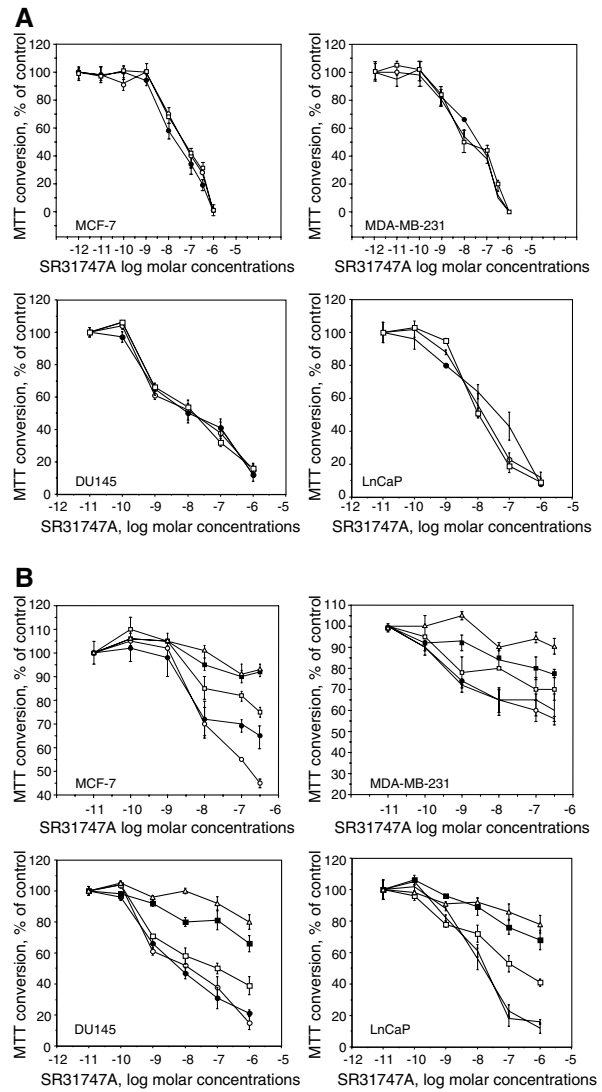 A
MTT conversion, % of control
120
100
80
60
40
20
0
MCF-7
-12 -11 -10 -9 -8 -7 -6 -5
SR31747A log molar concentrations
MTT conversion, % of control
120
100
80
60
40
20
0
MDA-MB-231
-12 -11 -10 -9 -8 -7 -6 -5
SR31747A log molar concentrations
MTT conversion, % of control
120
100
80
60
40
20
0
DU145
-12 -11 -10 -9 -8 -7 -6 -5
SR31747A, log molar concentrations
MTT conversion, % of control
120
100
80
60
40
20
0
LnCaP
-12 -11 -10 -9 -8 -7 -6 -5
SR31747A, log molar concentrations
B
MTT conversion, % of control
120
110
100
90
80
70
60
50
40
MCF-7
-12 -11 -10 -9 -8 -7 -6
SR31747A log molar concentrations
MTT conversion, % of control
110
100
90
80
70
60
50
40
30
20
MDA-MB-231
-12 -11 -10 -9 -8 -7 -6
SR31747A log molar concentrations
MTT conversion, % of control
120
100
80
60
40
20
0
DU145
-12 -11 -10 -9 -8 -7 -6 -5
SR31747A, log molar concentrations
MTT conversion, % of control
120
100
80
60
40
20
0
LnCaP
-12 -11 -10 -9 -8 -7 -6 -5
SR31747A, log molar concentrations